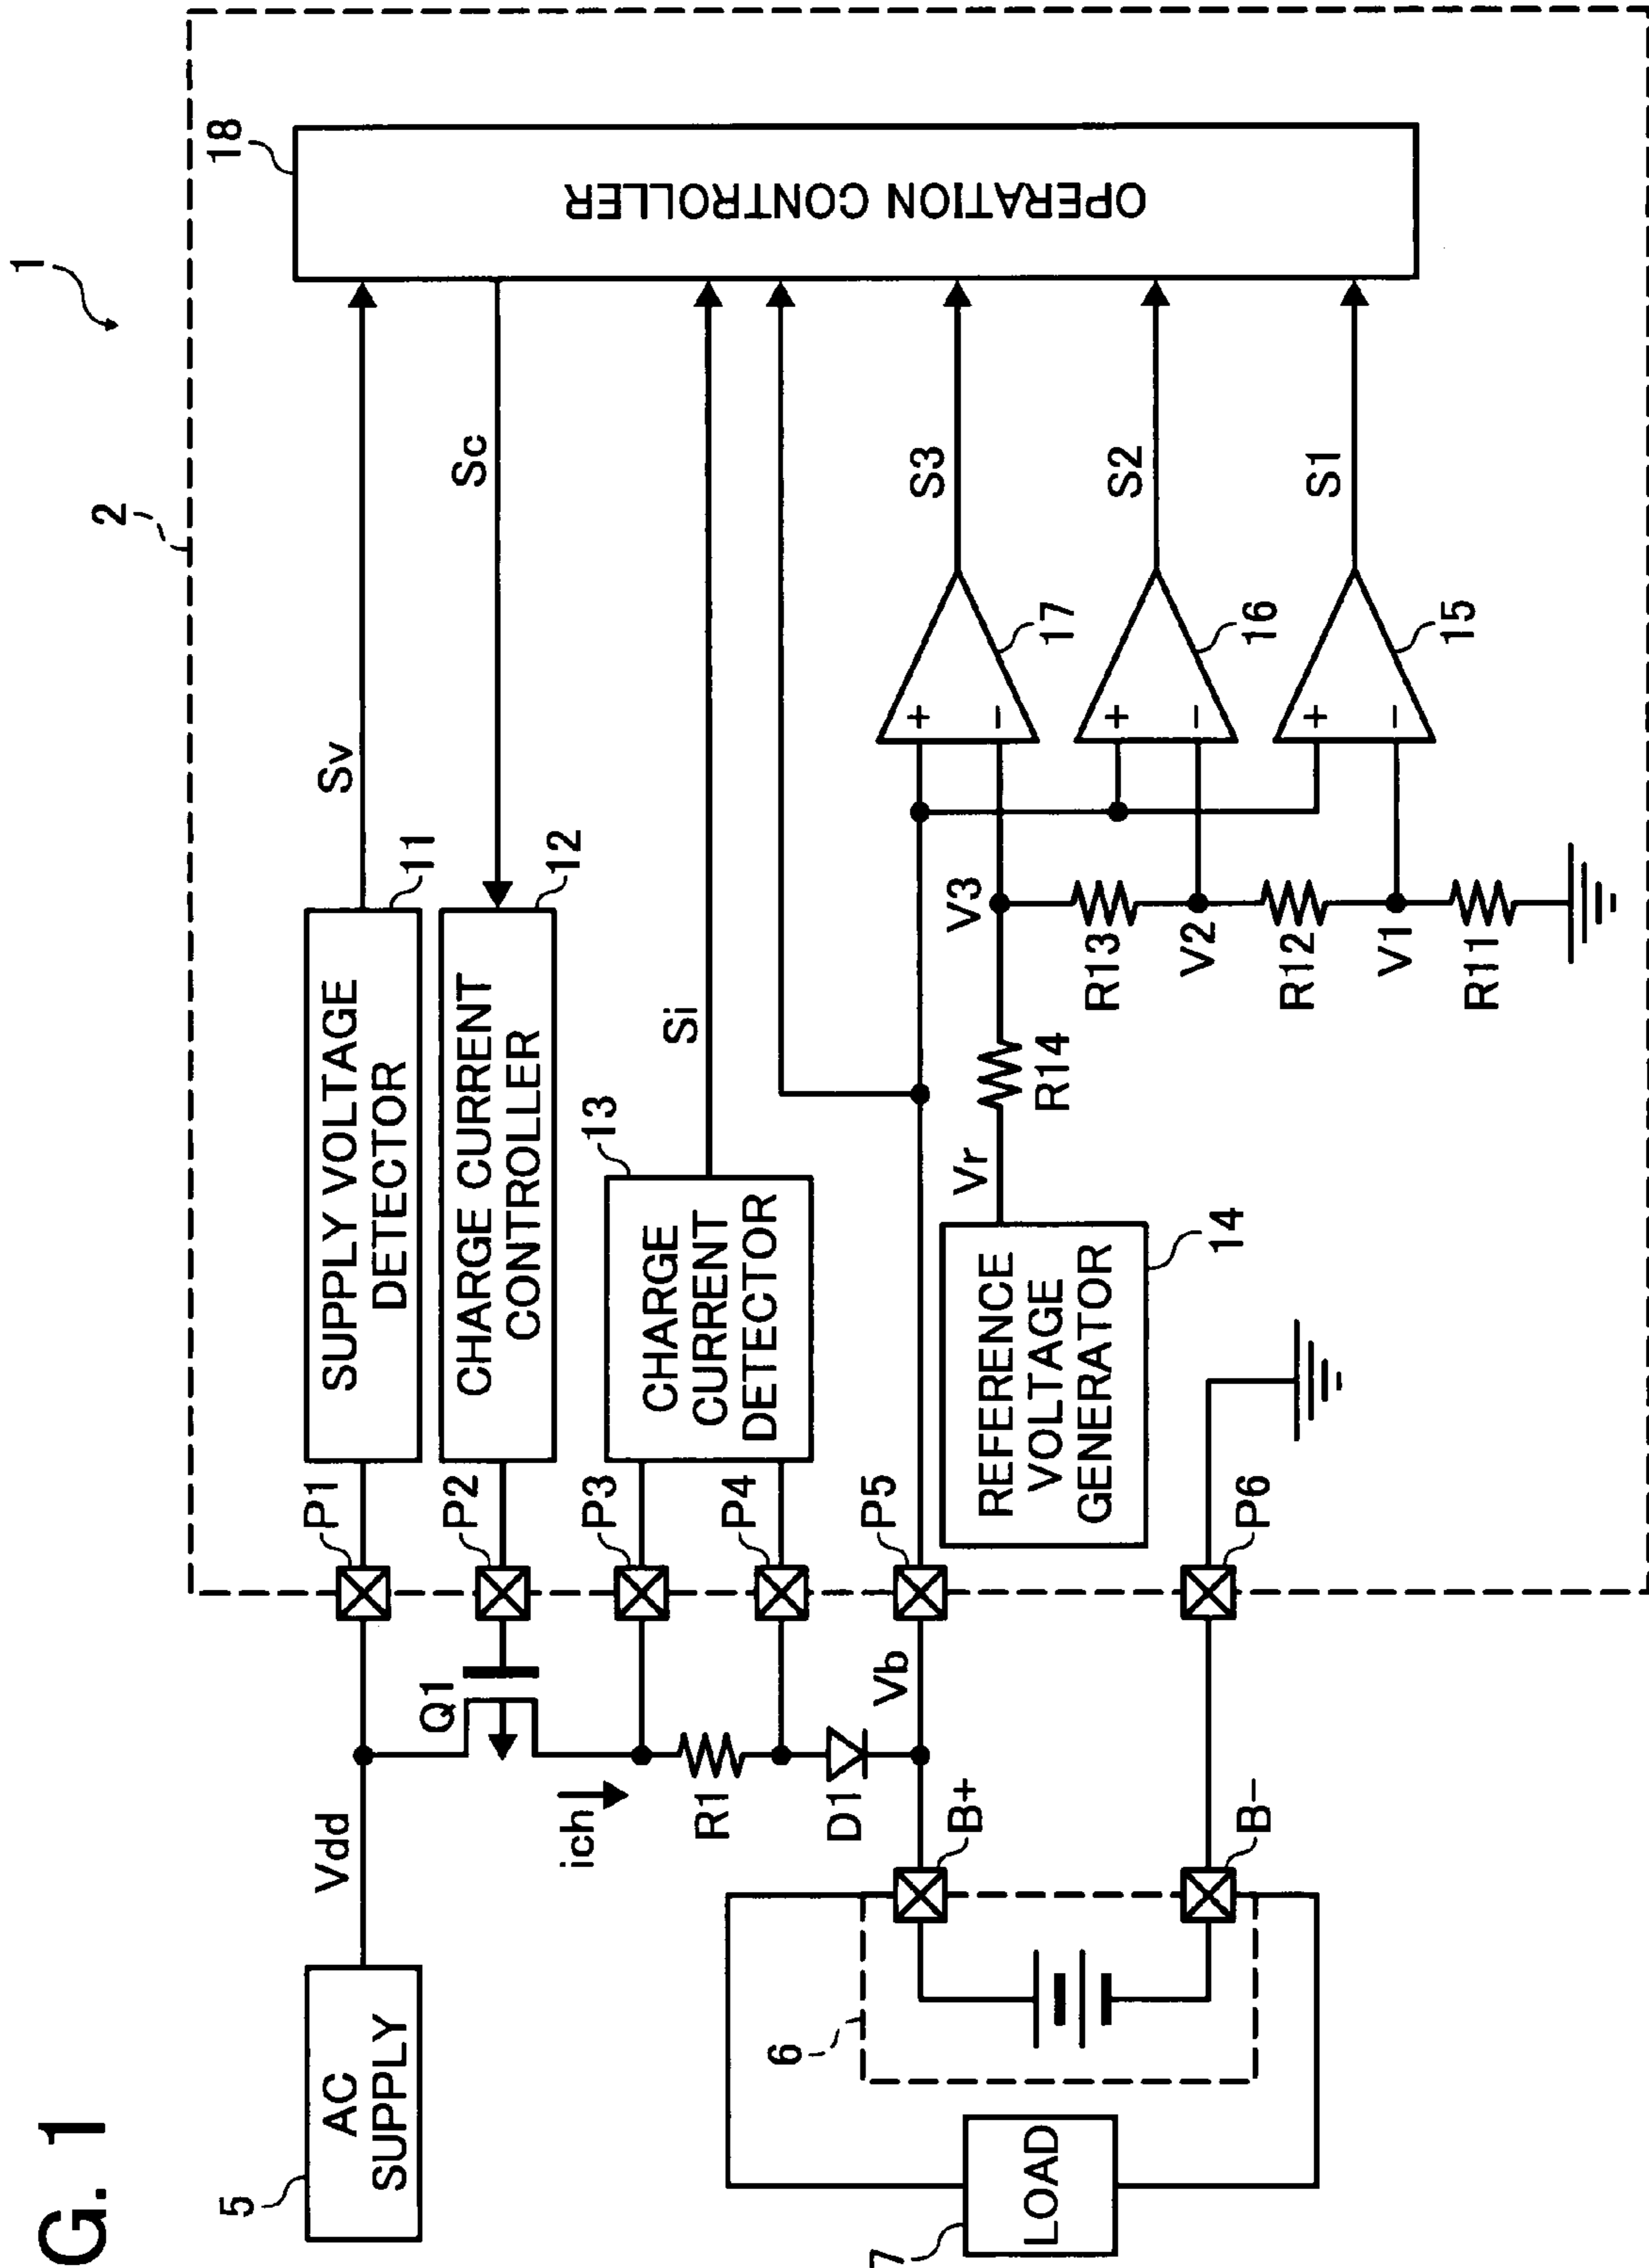 G. 1
1
2
5
AC
SUPPLY
Vdd
P1
SUPPLY VOLTAGE
DETECTOR
11
Sv
18
OPERATION CONTROLLER
Q1
P2
CHARGE CURRENT
CONTROLLER
12
Sc
ich
P3
CHARGE
CURRENT
DETECTOR
13
Si
R1
P4
D1
Vb
P5
B+
6
7
LOAD
B−
P6
REFERENCE
VOLTAGE
GENERATOR
14
Vr
R14
V3
R13
V2
R12
V1
R11
+
−
17
S3
+
−
16
S2
+
−
15
S1